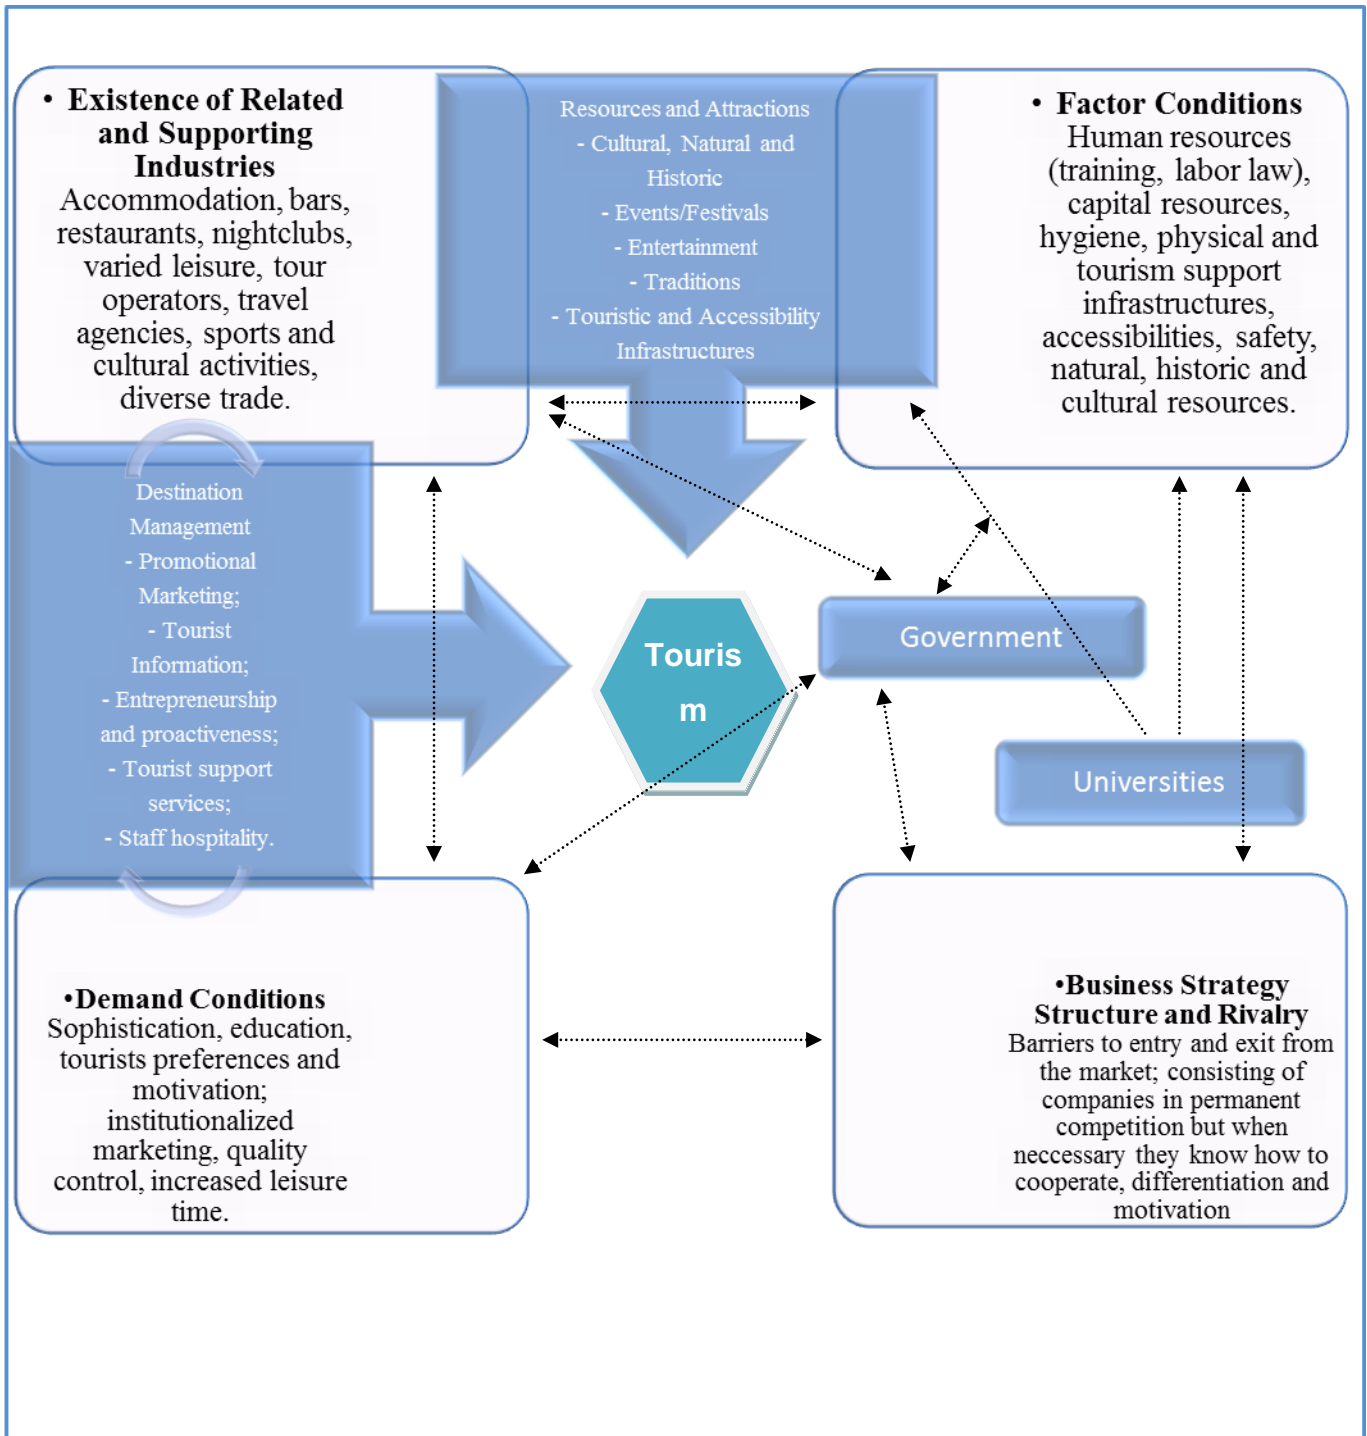 • Existence of Related
and Supporting
Industries
Accommodation, bars,
restaurants, nightclubs,
varied leisure, tour
operators, travel
agencies, sports and
cultural activities,
diverse trade.
Resources and Attractions
- Cultural, Natural and
Historic
- Events/Festivals
- Entertainment
- Traditions
- Touristic and Accessibility
Infrastructures
• Factor Conditions
Human resources
(training, labor law),
capital resources,
hygiene, physical and
tourism support
infrastructures,
accessibilities, safety,
natural, historic and
cultural resources.
Destination
Management
- Promotional
Marketing;
- Tourist
Information;
- Entrepreneurship
and proactiveness;
- Tourist support
services;
- Staff hospitality.
Touris
m
Government
Universities
•Demand Conditions
Sophistication, education,
tourists preferences and
motivation;
institutionalized
marketing, quality
control, increased leisure
time.
•Business Strategy
Structure and Rivalry
Barriers to entry and exit from
the market; consisting of
companies in permanent
competition but when
neccessary they know how to
cooperate, differentiation and
motivation